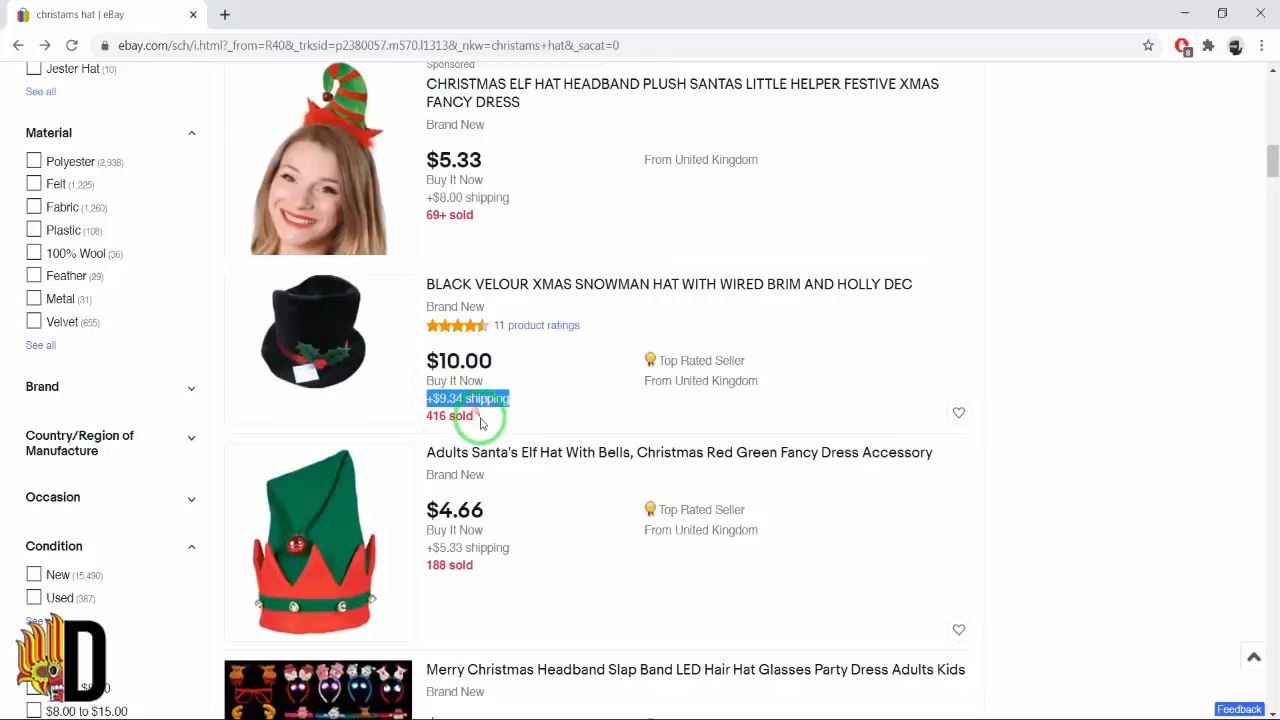 christams hat | eBay
ebay.com/sch/i.html?_from=R40&_trksid=p2380057.m570.l1313&_nkw=christams+hat&_sacat=0
8
Jester Hat (10)
See all
Material
Polyester (2,938)
Felt (1,225)
Fabric (1,260)
Plastic (108)
100% Wool (36)
Feather (29)
Metal (31)
Velvet (655)
See all
Brand
Country/Region of
Manufacture
Occasion
Condition
New (15,490)
Used (387)
$8.00 to $15.00
D
Sponsored
CHRISTMAS ELF HAT HEADBAND PLUSH SANTAS LITTLE HELPER FESTIVE XMAS
FANCY DRESS
Brand New
$5.33
From United Kingdom
Buy It Now
+$8.00 shipping
69+ sold
BLACK VELOUR XMAS SNOWMAN HAT WITH WIRED BRIM AND HOLLY DEC
Brand New
11 product ratings
$10.00
Top Rated Seller
Buy It Now
From United Kingdom
+$9.34 shipping
416 sold
Adults Santa's Elf Hat With Bells, Christmas Red Green Fancy Dress Accessory
Brand New
$4.66
Top Rated Seller
Buy It Now
From United Kingdom
+$5.33 shipping
188 sold
Merry Christmas Headband Slap Band LED Hair Hat Glasses Party Dress Adults Kids
Brand New
Feedback